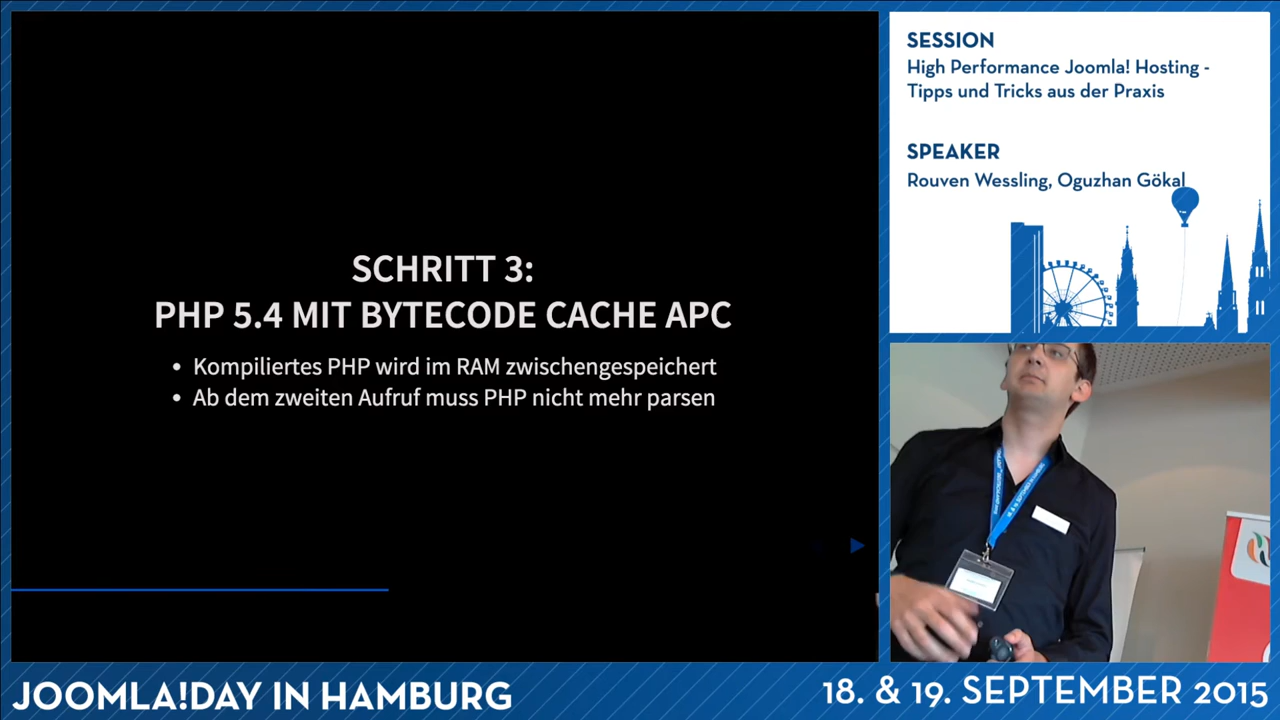 SCHRITT 3:
PHP 5.4 MIT BYTECODE CACHE APC
• Kompiliertes PHP wird im RAM zwischengespeichert
• Ab dem zweiten Aufruf muss PHP nicht mehr parsen
SESSION
High Performance Joomla! Hosting -
Tipps und Tricks aus der Praxis
SPEAKER
Rouven Wessling, Oguzhan Gökal
JOOMLA!DAY IN HAMBURG
18. & 19. SEPTEMBER 2015